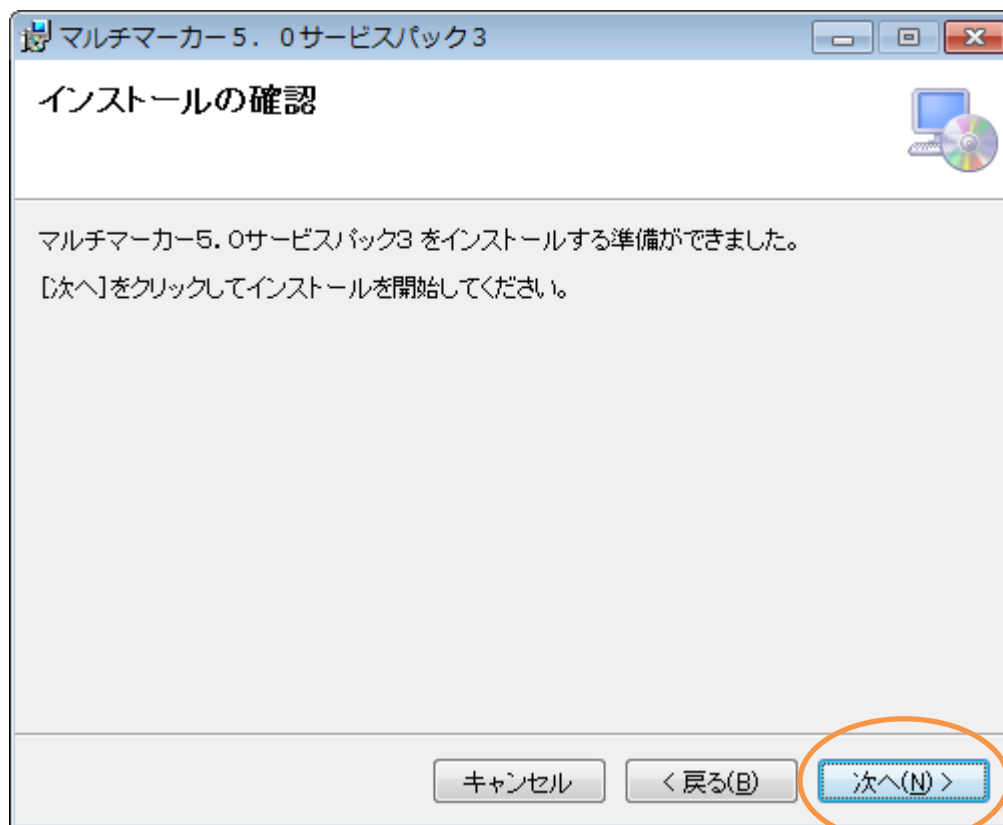 マルチマーカー５．０サービスパック３
インストールの確認
マルチマーカー5.0サービスパック3 をインストールする準備ができました。
[次へ]をクリックしてインストールを開始してください。
キャンセル
< 戻る(B)
次へ(N) >